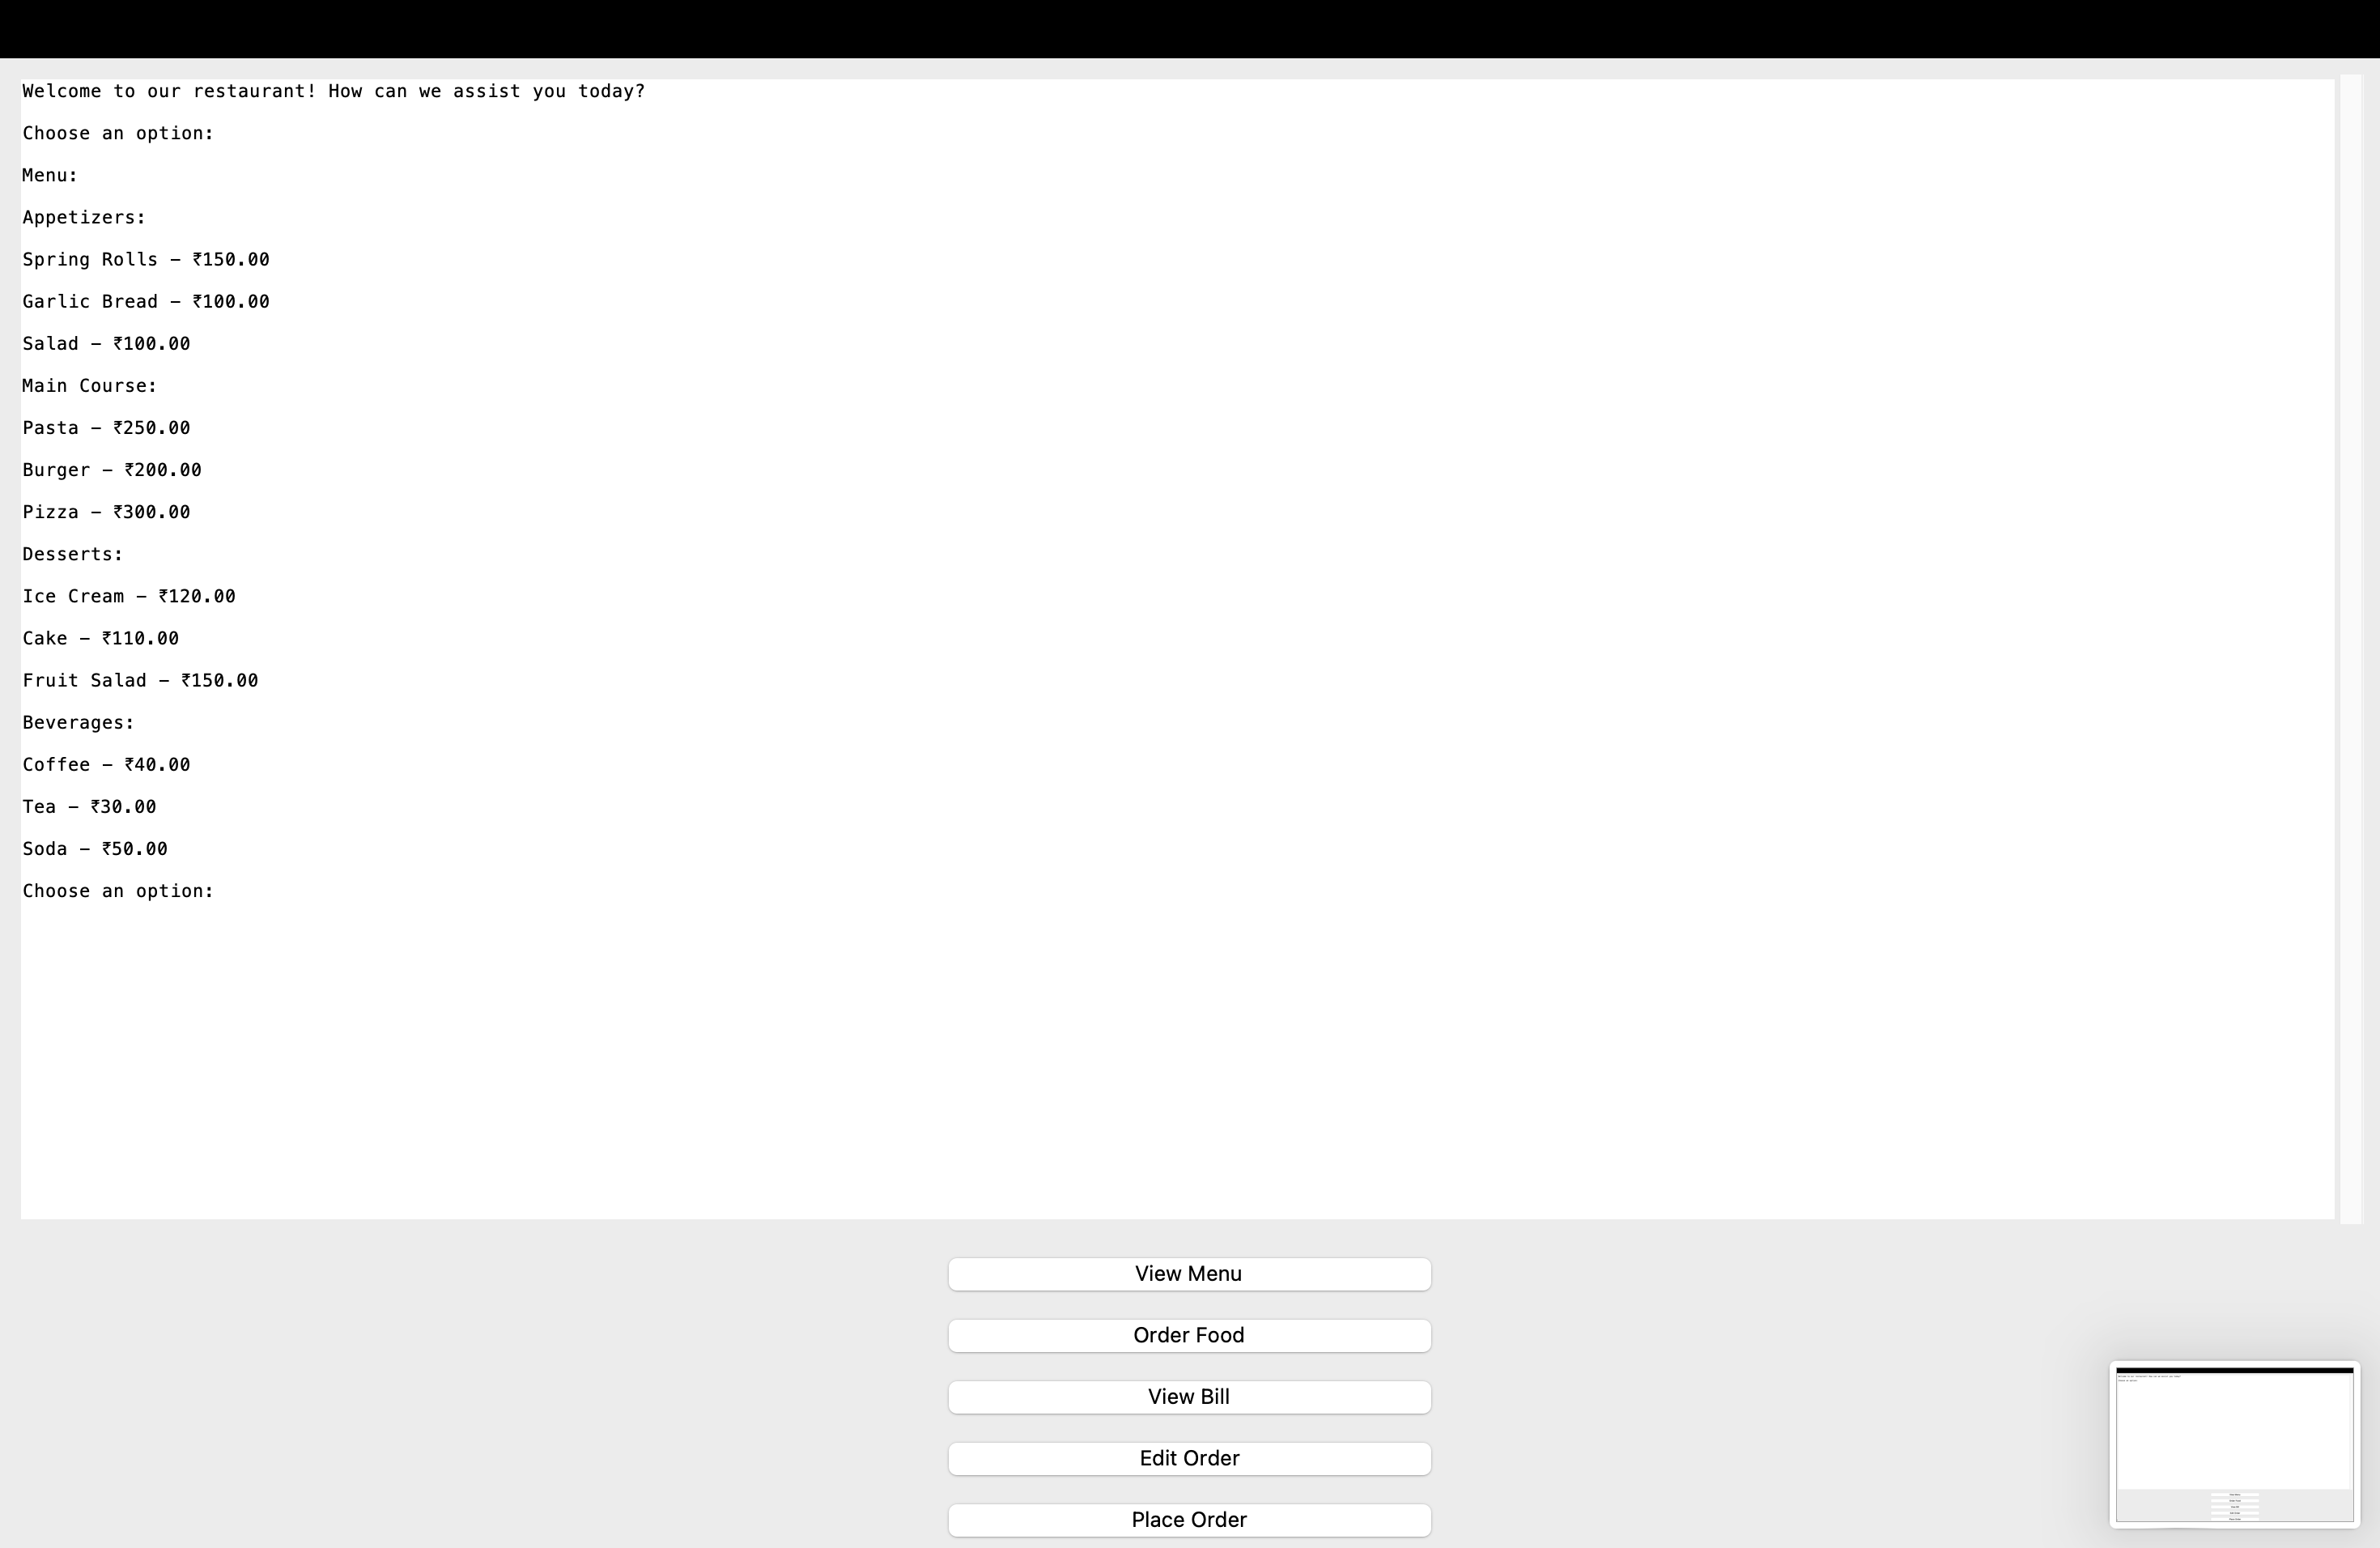 Welcome to our restaurant! How can we assist you today?
Choose an option:
Menu:
Appetizers:
Spring Rolls – ₹150.00
Garlic Bread – ₹100.00
Salad – ₹100.00
Main Course:
Pasta – ₹250.00
Burger – ₹200.00
Pizza – ₹300.00
Desserts:
Ice Cream – ₹120.00
Cake – ₹110.00
Fruit Salad – ₹150.00
Beverages:
Coffee – ₹40.00
Tea – ₹30.00
Soda – ₹50.00
Choose an option:
View Menu
Order Food
View Bill
Edit Order
Place Order